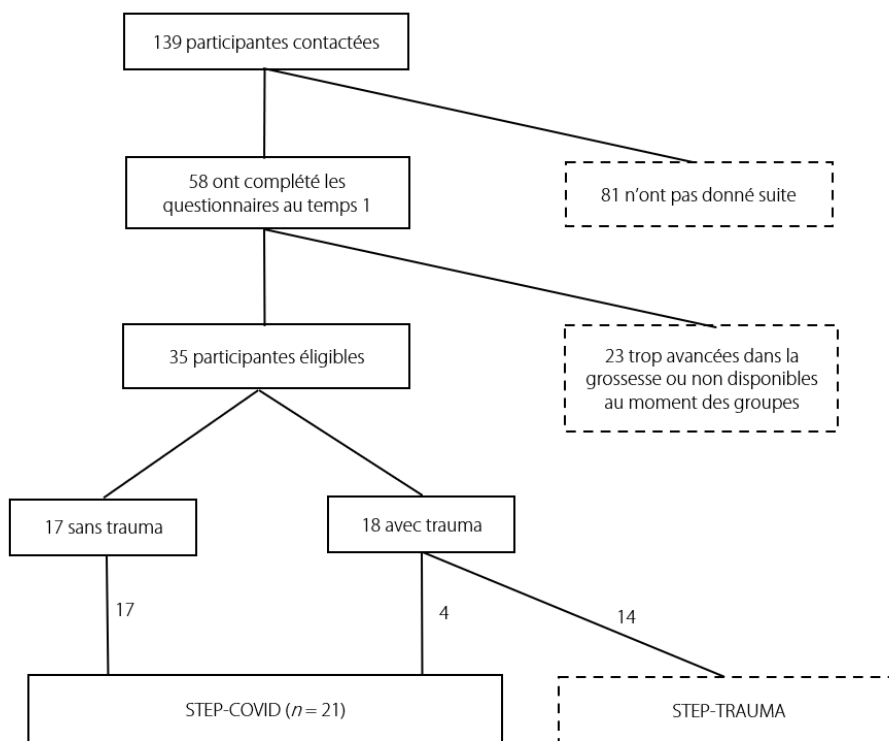 139 participantes contactées
58 ont complété les
questionnaires au temps 1
81 n'ont pas donné suite
35 participantes éligibles
23 trop avancées dans la
grossesse ou non disponibles
au moment des groupes
17 sans trauma
18 avec trauma
17
4
14
STEP-COVID (n = 21)
STEP-TRAUMA